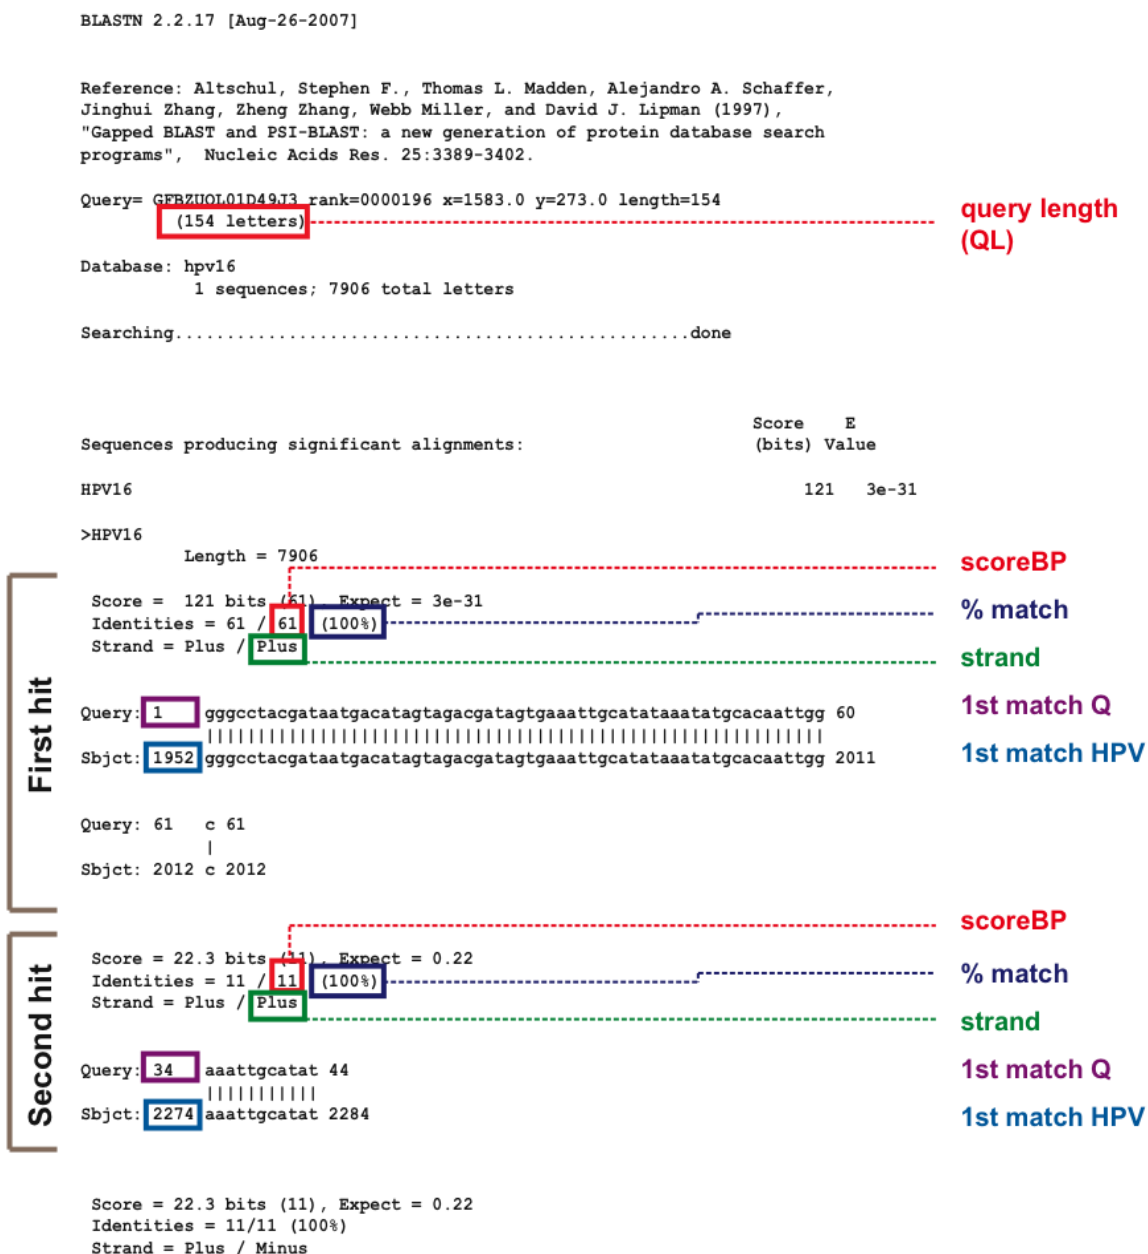 BLASTN 2.2.17 [Aug-26-2007]
Reference: Altschul, Stephen F., Thomas L. Madden, Alejandro A. Schaffer,
Jinghui Zhang, Zheng Zhang, Webb Miller, and David J. Lipman (1997),
"Gapped BLAST and PSI-BLAST: a new generation of protein database search
programs", Nucleic Acids Res. 25:3389-3402.
Query= GFBZUOL01D49J3 rank=0000196 x=1583.0 y=273.0 length=154
(154 letters)
query length
(QL)
Database: hpv16
1 sequences; 7906 total letters
Searching..................................................done
Score E
Sequences producing significant alignments: (bits) Value
HPV16 121 3e-31
>HPV16
Length = 7906
First hit
scoreBP
Score = 121 bits (61), Expect = 3e-31
Identities = 61 / 61 (100%)
% match
Strand = Plus / Plus
strand
Query: 1 gggcctacgataatgacatagtagacgatagtgaaattgcatataaatatgcacaattgg 60
1st match Q
||||||||||||||||||||||||||||||||||||||||||||||||||||||||||||
Sbjct: 1952 gggcctacgataatgacatagtagacgatagtgaaattgcatataaatatgcacaattgg 2011
1st match HPV
Query: 61 c 61
|
Sbjct: 2012 c 2012
Second hit
scoreBP
Score = 22.3 bits (11), Expect = 0.22
Identities = 11 / 11 (100%)
% match
Strand = Plus / Plus
strand
Query: 34 aaattgcatat 44
1st match Q
|||||||||||
Sbjct: 2274 aaattgcatat 2284
1st match HPV
Score = 22.3 bits (11), Expect = 0.22
Identities = 11/11 (100%)
Strand = Plus / Minus